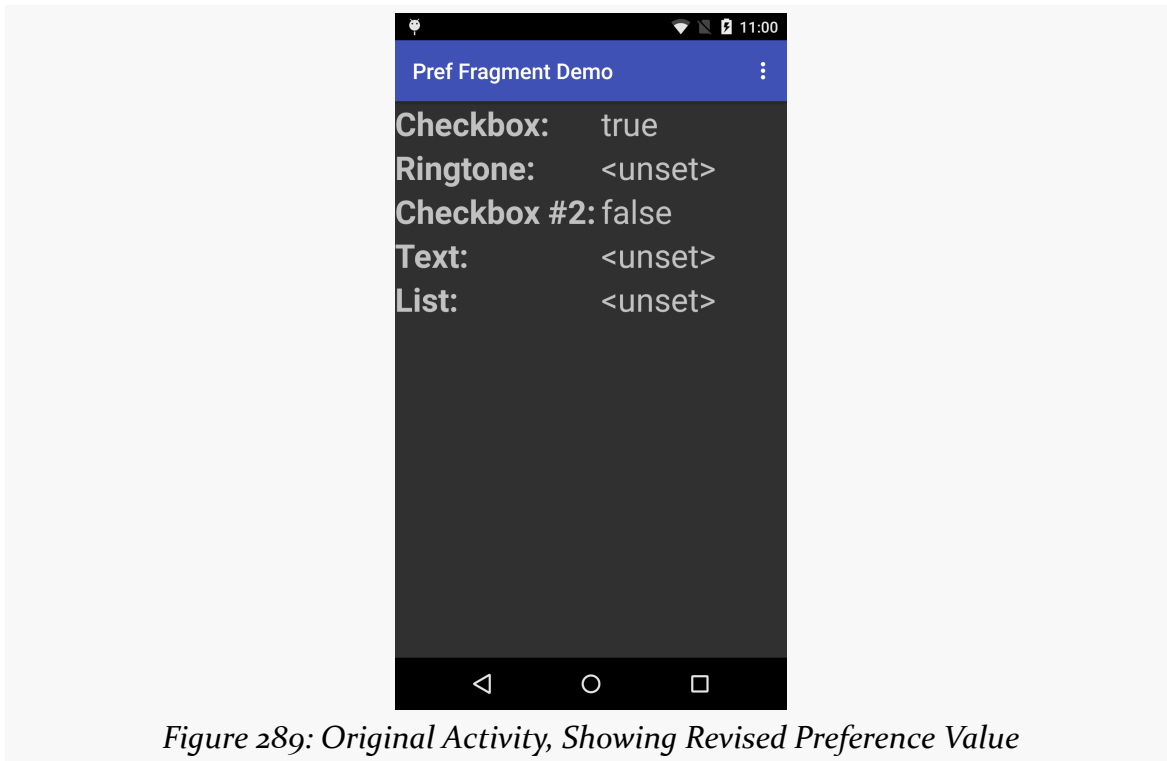 11:00
Pref Fragment Demo
Checkbox: true
Ringtone: <unset>
Checkbox #2: false
Text: <unset>
List: <unset>
Figure 289: Original Activity, Showing Revised Preference Value